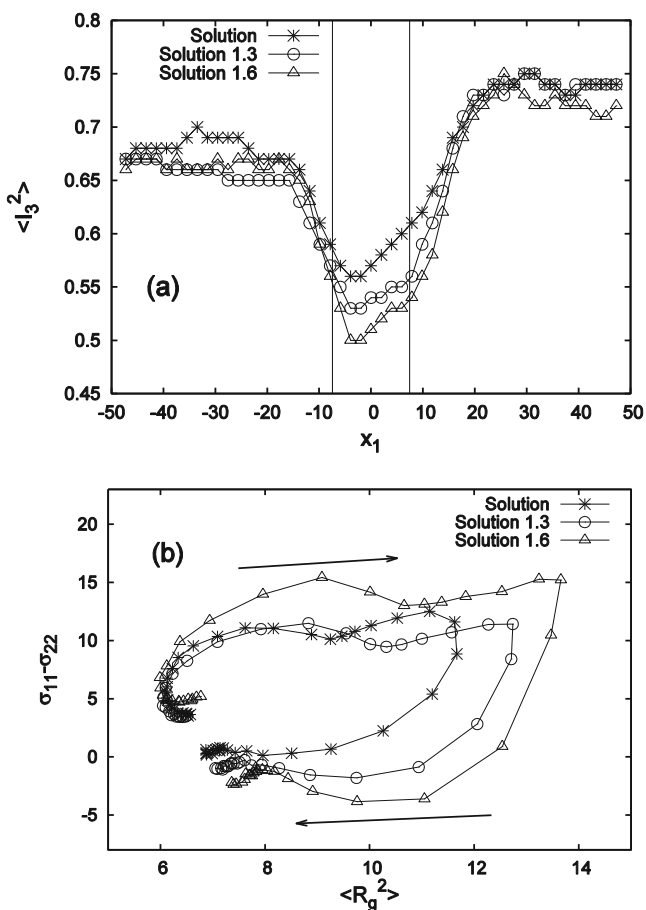 0.8
0.75
0.7
0.65
0.6
0.55
0.5
0.45
<I₃²>
Solution
Solution 1.3
Solution 1.6
(a)
-50 -40 -30 -20 -10 0 10 20 30 40 50
x₁
20
15
10
5
0
-5
σ₁₁-σ₂₂
(b)
Solution
Solution 1.3
Solution 1.6
6 8 10 12 14
<R_g²>